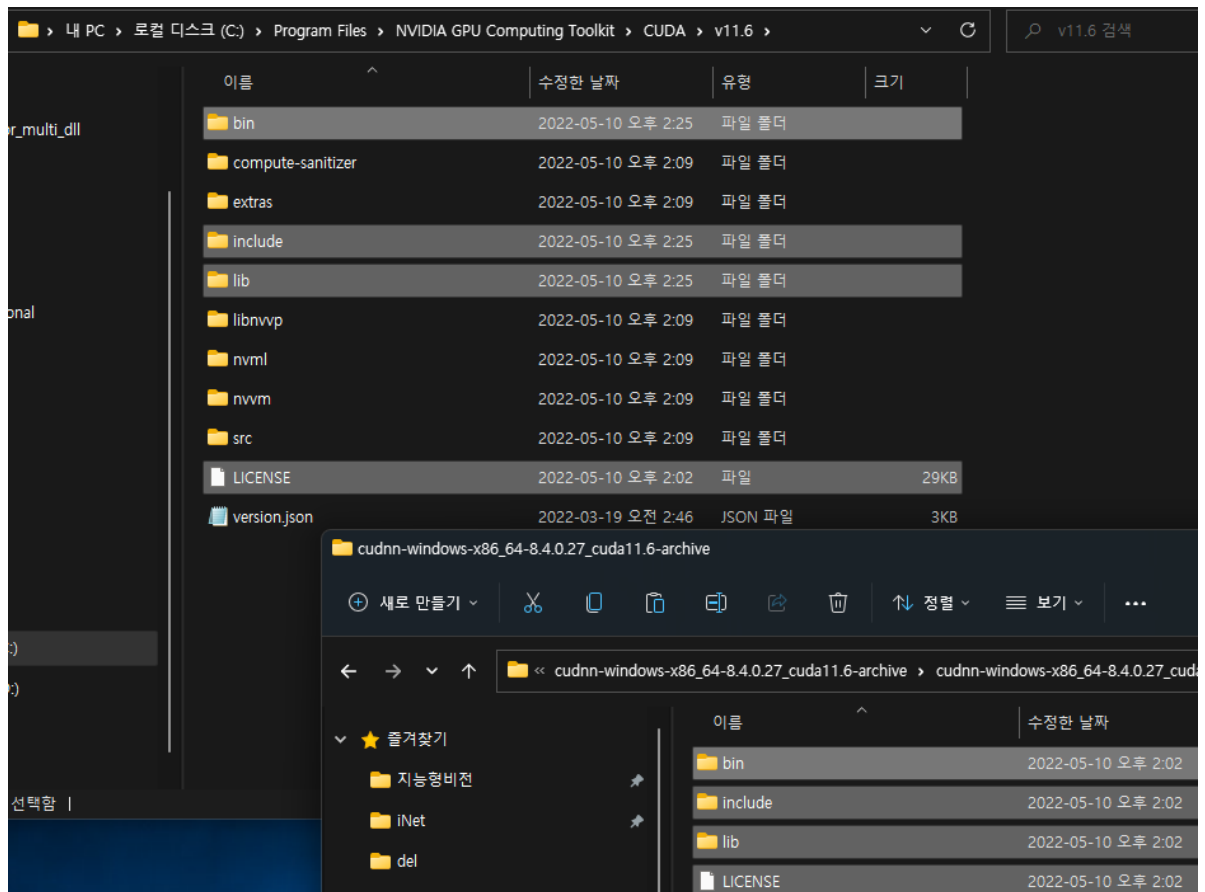 내 PC › 로컬 디스크 (C:) › Program Files › NVIDIA GPU Computing Toolkit › CUDA › v11.6 › v11.6 검색
이름 수정한 날짜 유형 크기
or_multi_dll
bin 2022-05-10 오후 2:25 파일 폴더
compute-sanitizer 2022-05-10 오후 2:09 파일 폴더
extras 2022-05-10 오후 2:09 파일 폴더
include 2022-05-10 오후 2:25 파일 폴더
lib 2022-05-10 오후 2:25 파일 폴더
onal
libnvvp 2022-05-10 오후 2:09 파일 폴더
nvml 2022-05-10 오후 2:09 파일 폴더
nvvm 2022-05-10 오후 2:09 파일 폴더
src 2022-05-10 오후 2:09 파일 폴더
LICENSE 2022-05-10 오후 2:02 파일 29KB
version.json 2022-03-19 오전 2:46 JSON 파일 3KB
cudnn-windows-x86_64-8.4.0.27_cuda11.6-archive
새로 만들기 정렬 보기 •••
:)
« cudnn-windows-x86_64-8.4.0.27_cuda11.6-archive › cudnn-windows-x86_64-8.4.0.27_cuda
:)
이름 수정한 날짜
즐겨찾기
bin 2022-05-10 오후 2:02
지능형비전
선택함
include 2022-05-10 오후 2:02
iNet
lib 2022-05-10 오후 2:02
del
LICENSE 2022-05-10 오후 2:02